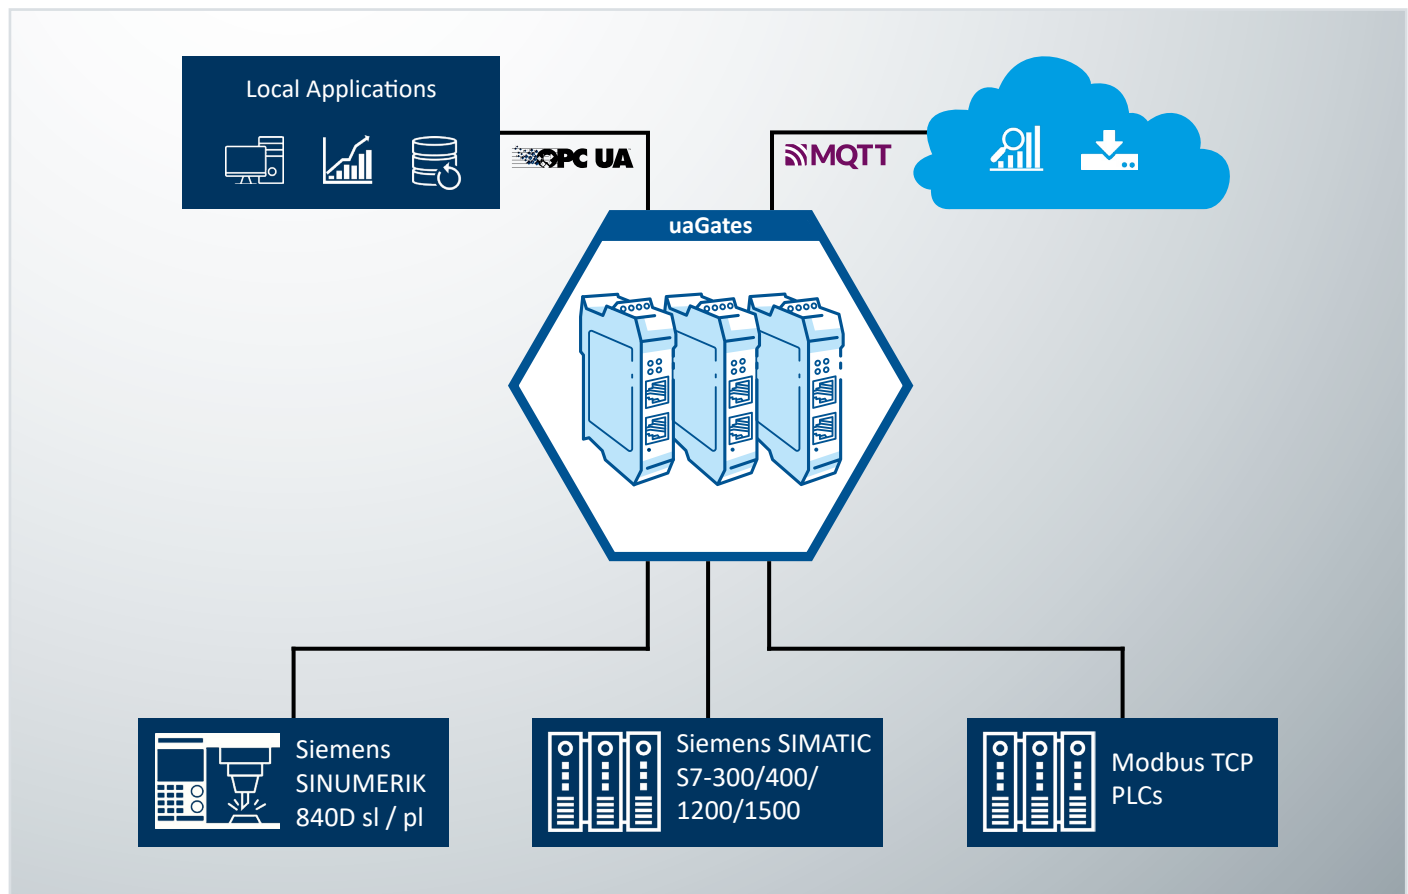 Local Applications
OPC UA
MQTT
uaGates
Siemens
SINUMERIK
840D sl / pl
Siemens SIMATIC
S7-300/400/
1200/1500
Modbus TCP
PLCs